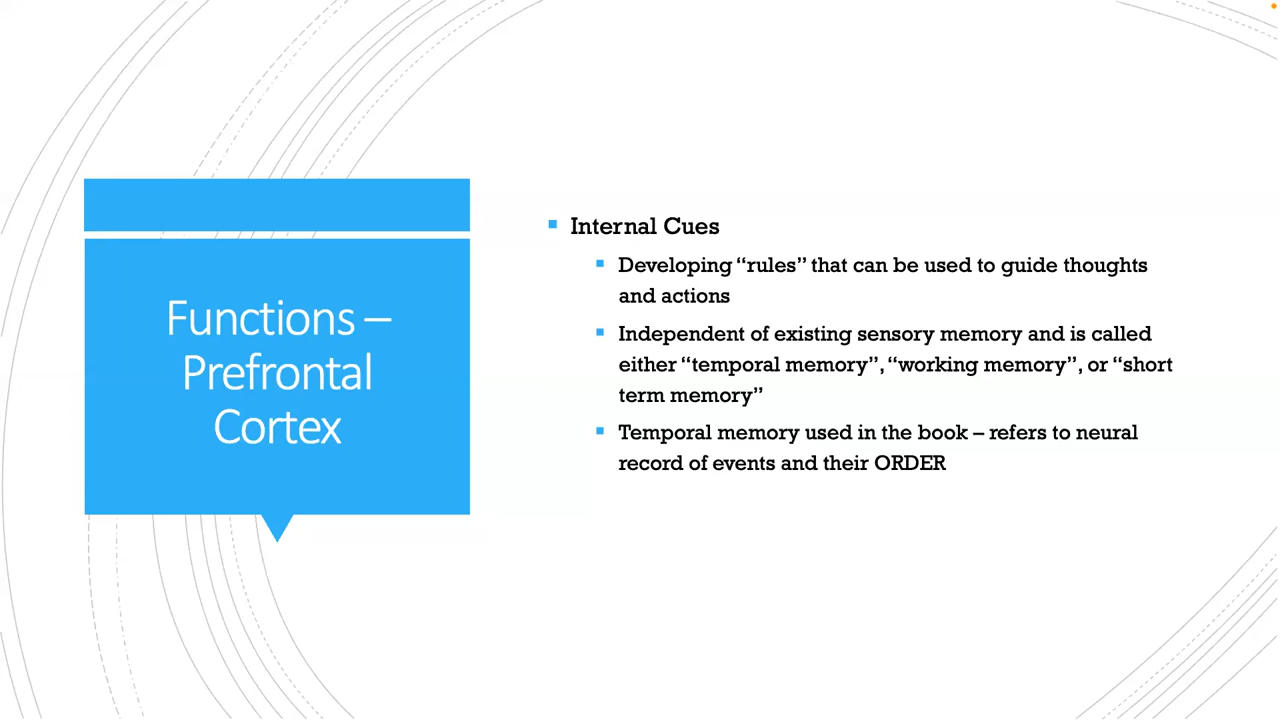 Functions –
Prefrontal
Cortex
Internal Cues
Developing “rules” that can be used to guide thoughts
and actions
Independent of existing sensory memory and is called
either “temporal memory”, “working memory”, or “short
term memory”
Temporal memory used in the book – refers to neural
record of events and their ORDER